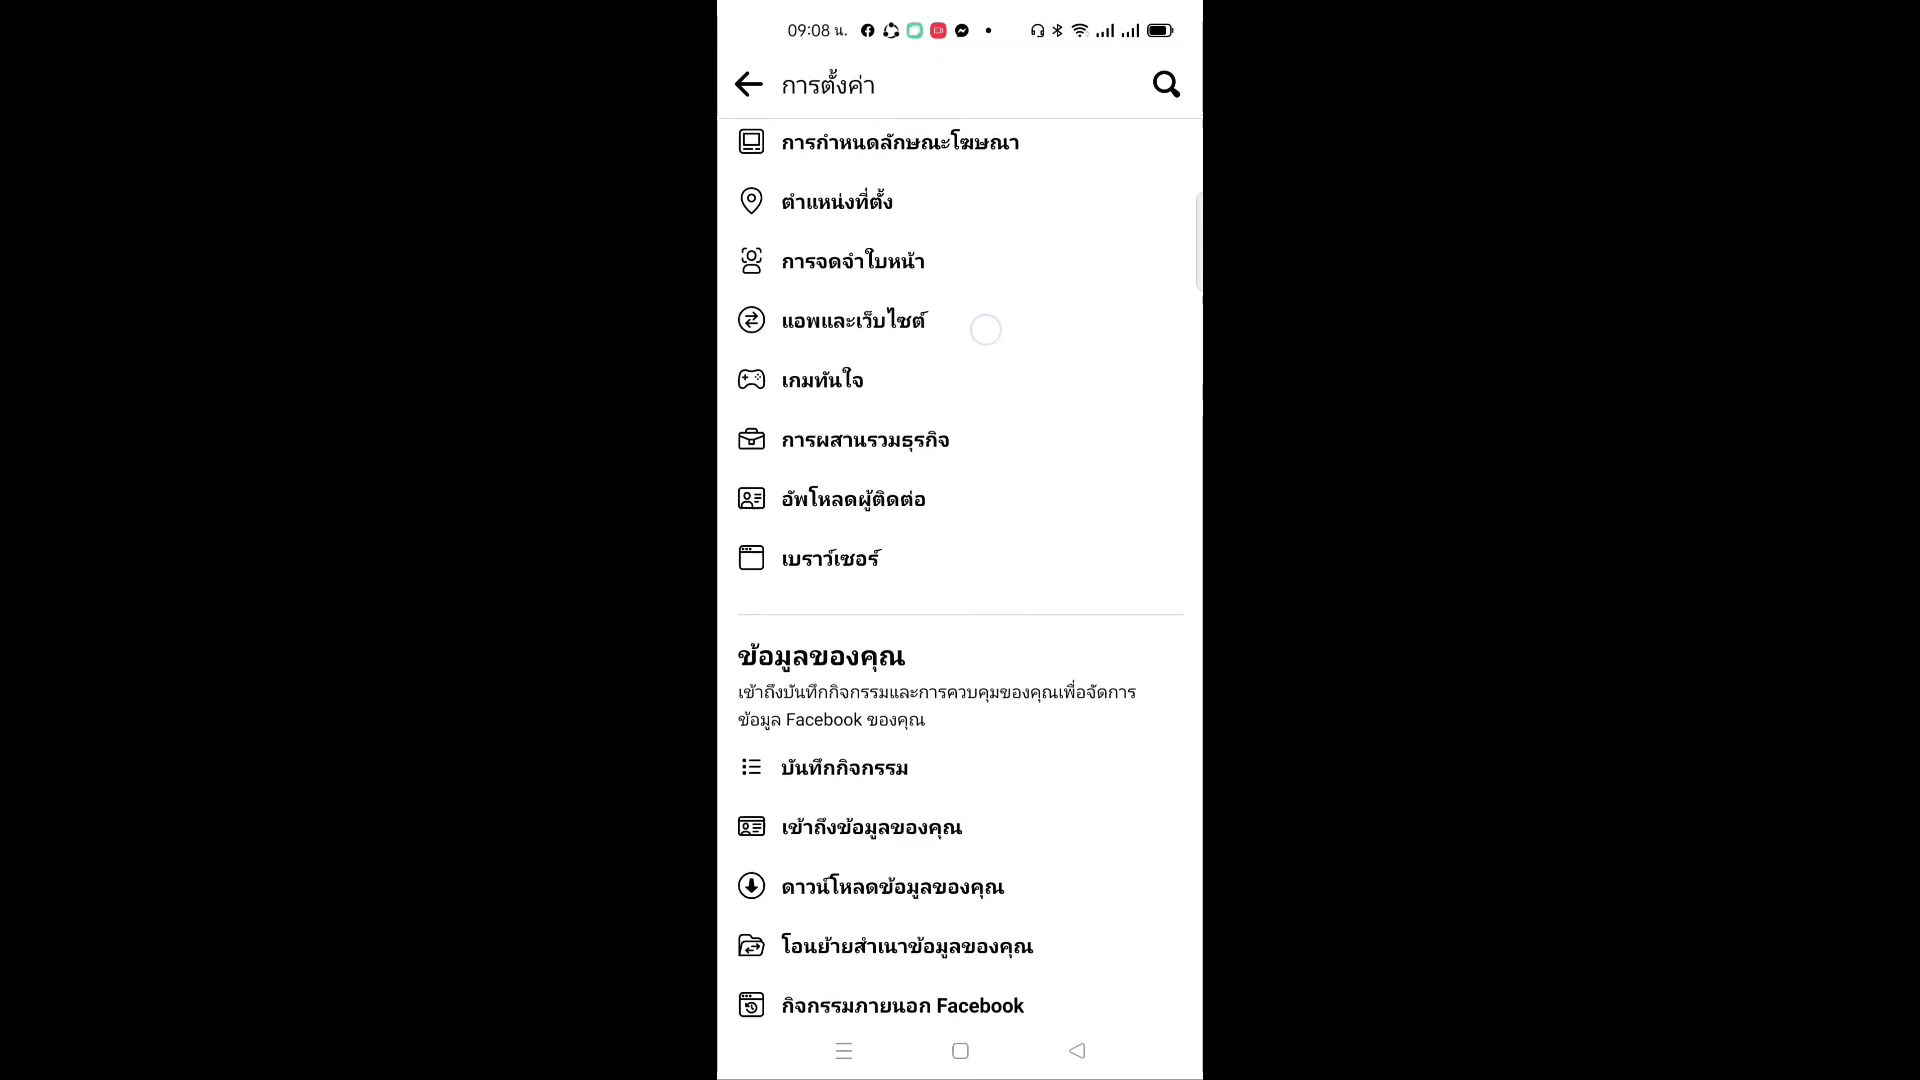 09:08 น.
การตั้งค่า
การกำหนดลักษณะโฆษณา
ตำแหน่งที่ตั้ง
การจดจำใบหน้า
แอพและเว็บไซต์
เกมทันใจ
การผสานรวมธุรกิจ
อัพโหลดผู้ติดต่อ
เบราว์เซอร์
ข้อมูลของคุณ
เข้าถึงบันทึกกิจกรรมและการควบคุมของคุณเพื่อจัดการ
ข้อมูล Facebook ของคุณ
บันทึกกิจกรรม
เข้าถึงข้อมูลของคุณ
ดาวน์โหลดข้อมูลของคุณ
โอนย้ายสำเนาข้อมูลของคุณ
กิจกรรมภายนอก Facebook